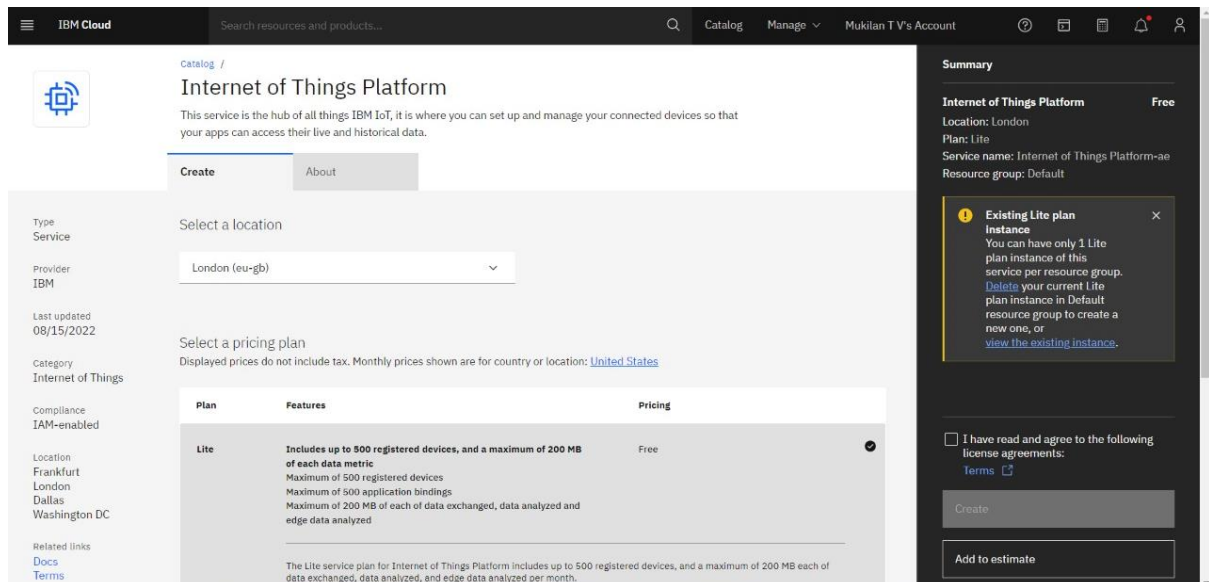 IBM Cloud
Search resources and products...
Catalog
Manage
Mukilan T V's Account
Catalog /
Internet of Things Platform
This service is the hub of all things IBM IoT, it is where you can set up and manage your connected devices so that
your apps can access their live and historical data.
Create
About
Type
Service
Provider
IBM
Last updated
08/15/2022
Category
Internet of Things
Compliance
IAM-enabled
Location
Frankfurt
London
Dallas
Washington DC
Related links
Docs
Terms
Select a location
London (eu-gb)
Select a pricing plan
Displayed prices do not include tax. Monthly prices shown are for country or location: United States
Plan Features Pricing
Lite
Includes up to 500 registered devices, and a maximum of 200 MB
of each data metric
Maximum of 500 registered devices
Maximum of 500 application bindings
Maximum of 200 MB of each of data exchanged, data analyzed and
edge data analyzed
Free
The Lite service plan for Internet of Things Platform includes up to 500 registered devices, and a maximum of 200 MB each of
data exchanged, data analyzed, and edge data analyzed per month.
Summary
Internet of Things Platform Free
Location: London
Plan: Lite
Service name: Internet of Things Platform-ae
Resource group: Default
Existing Lite plan
Instance
You can have only 1 Lite
plan instance of this
service per resource group.
Delete your current Lite
plan instance in Default
resource group to create a
new one, or
view the existing instance.
I have read and agree to the following
license agreements:
Terms
Create
Add to estimate